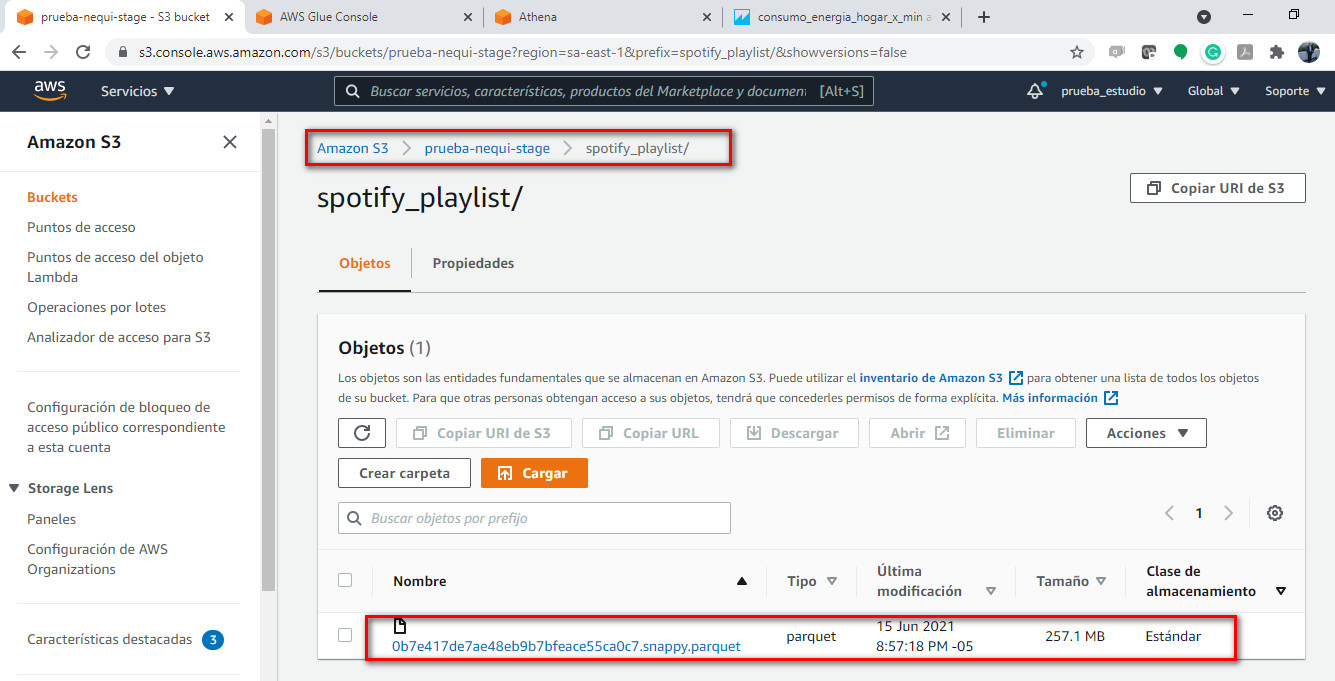 prueba-nequi-stage - S3 bucket
AWS Glue Console
Athena
consumo_energia_hogar_x_min a
s3.console.aws.amazon.com/s3/buckets/prueba-nequi-stage?region=sa-east-1&prefix=spotify_playlist/&showversions=false
aws
Servicios
Buscar servicios, características, productos del Marketplace y document
[Alt+S]
prueba_estudio
Global
Soporte
Amazon S3
Buckets
Puntos de acceso
Puntos de acceso del objeto
Lambda
Operaciones por lotes
Analizador de acceso para S3
Configuración de bloqueo de
acceso público correspondiente
a esta cuenta
Storage Lens
Paneles
Configuración de AWS
Organizations
Características destacadas 3
Amazon S3 prueba-nequi-stage spotify_playlist/
spotify_playlist/
Copiar URI de S3
Objetos
Propiedades
Objetos (1)
Los objetos son las entidades fundamentales que se almacenan en Amazon S3. Puede utilizar el inventario de Amazon S3 para obtener una lista de todos los objetos
de su bucket. Para que otras personas obtengan acceso a sus objetos, tendrá que concederles permisos de forma explícita. Más información
Copiar URI de S3
Copiar URL
Descargar
Abrir
Eliminar
Acciones
Crear carpeta
Cargar
Buscar objetos por prefijo
1
Nombre
Tipo
Última
modificación
Tamaño
Clase de
almacenamiento
0b7e417de7ae48eb9b7bfeace55ca0c7.snappy.parquet
parquet
15 Jun 2021
8:57:18 PM -05
257.1 MB
Estándar